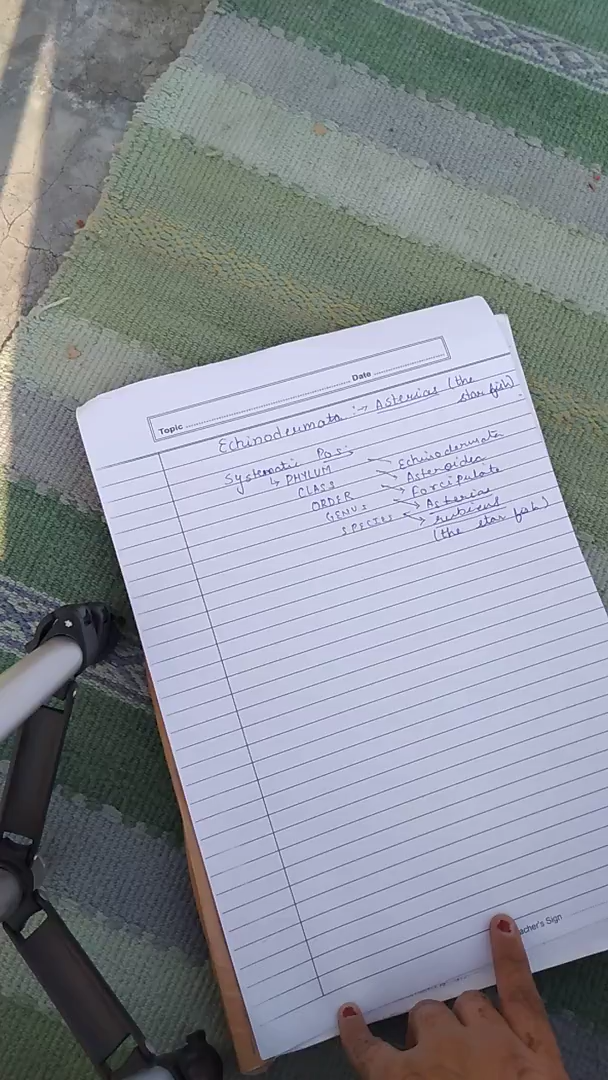 Topic ............ Date ............
Echinodermata :- Asterias (the
star fish).
Systematic Pos:
↳ PHYLUM → Echinodermata
CLASS → Asteroidea
ORDER → Forcipulata
GENUS → Asterias
SPECIES → rubens
(the star fish)
acher's Sign